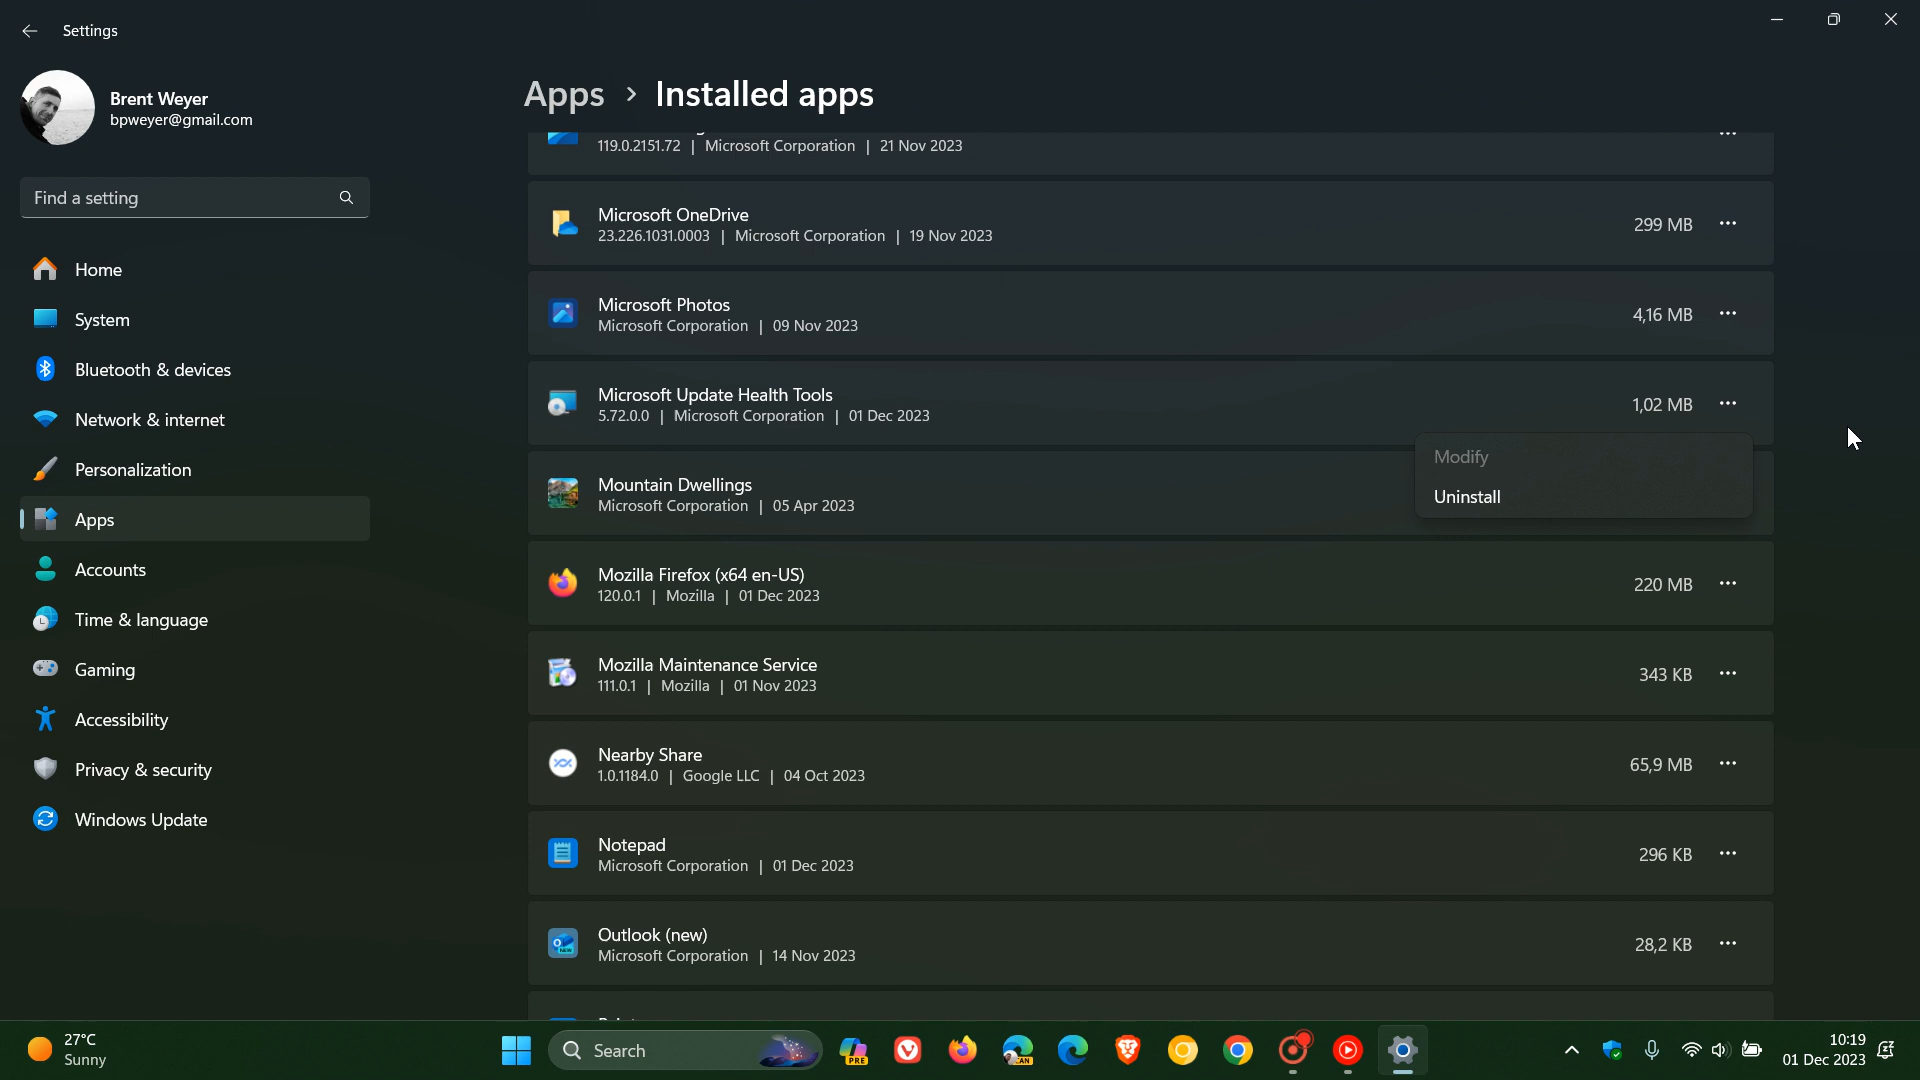 Settings
Brent Weyer
bpweyer@gmail.com
Find a setting
Home
System
Bluetooth & devices
Network & internet
Personalization
Apps
Accounts
Time & language
Gaming
Accessibility
Privacy & security
Windows Update
Apps › Installed apps
119.0.2151.72 | Microsoft Corporation | 21 Nov 2023
Microsoft OneDrive
23.226.1031.0003 | Microsoft Corporation | 19 Nov 2023
299 MB
Microsoft Photos
Microsoft Corporation | 09 Nov 2023
4,16 MB
Microsoft Update Health Tools
5.72.0.0 | Microsoft Corporation | 01 Dec 2023
1,02 MB
Modify
Uninstall
Mountain Dwellings
Microsoft Corporation | 05 Apr 2023
Mozilla Firefox (x64 en-US)
120.0.1 | Mozilla | 01 Dec 2023
220 MB
Mozilla Maintenance Service
111.0.1 | Mozilla | 01 Nov 2023
343 KB
Nearby Share
1.0.1184.0 | Google LLC | 04 Oct 2023
65,9 MB
Notepad
Microsoft Corporation | 01 Dec 2023
296 KB
Outlook (new)
Microsoft Corporation | 14 Nov 2023
28,2 KB
27°C
Sunny
Search
PRE
CAN
10:19
01 Dec 2023